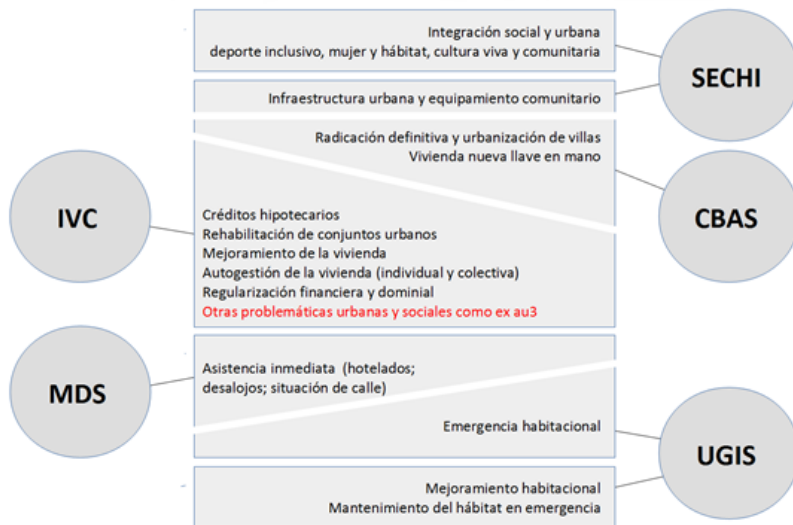 Integración social y urbana
deporte inclusivo, mujer y hábitat, cultura viva y comunitaria
SECHI
Infraestructura urbana y equipamiento comunitario
Radicación definitiva y urbanización de villas
Vivienda nueva llave en mano
IVC
CBAS
Créditos hipotecarios
Rehabilitación de conjuntos urbanos
Mejoramiento de la vivienda
Autogestión de la vivienda (individual y colectiva)
Regularización financiera y dominial
Otras problemáticas urbanas y sociales como ex au3
MDS
Asistencia inmediata (hotelados;
desalojos; situación de calle)
Emergencia habitacional
UGIS
Mejoramiento habitacional
Mantenimiento del hábitat en emergencia